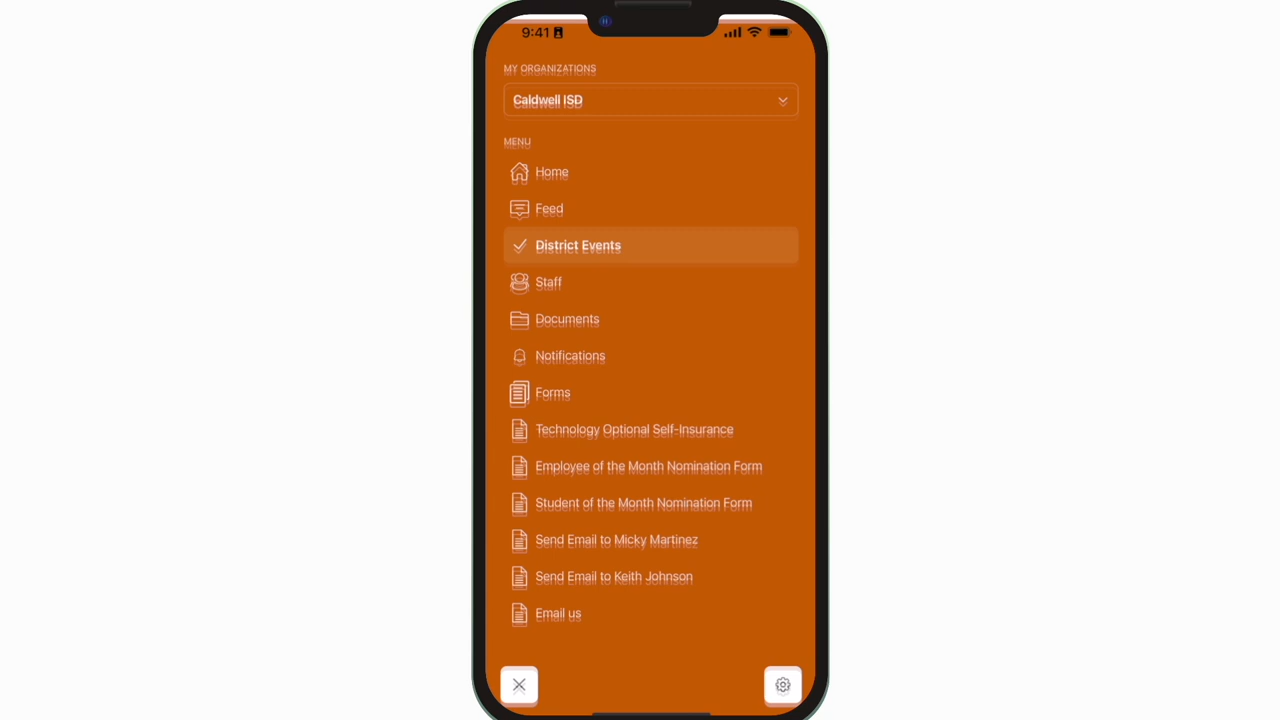 9:41
MY ORGANIZATIONS
Caldwell ISD
MENU
Home
Feed
District Events
Staff
Documents
Notifications
Forms
Technology Optional Self-Insurance
Employee of the Month Nomination Form
Student of the Month Nomination Form
Send Email to Micky Martinez
Send Email to Keith Johnson
Email us